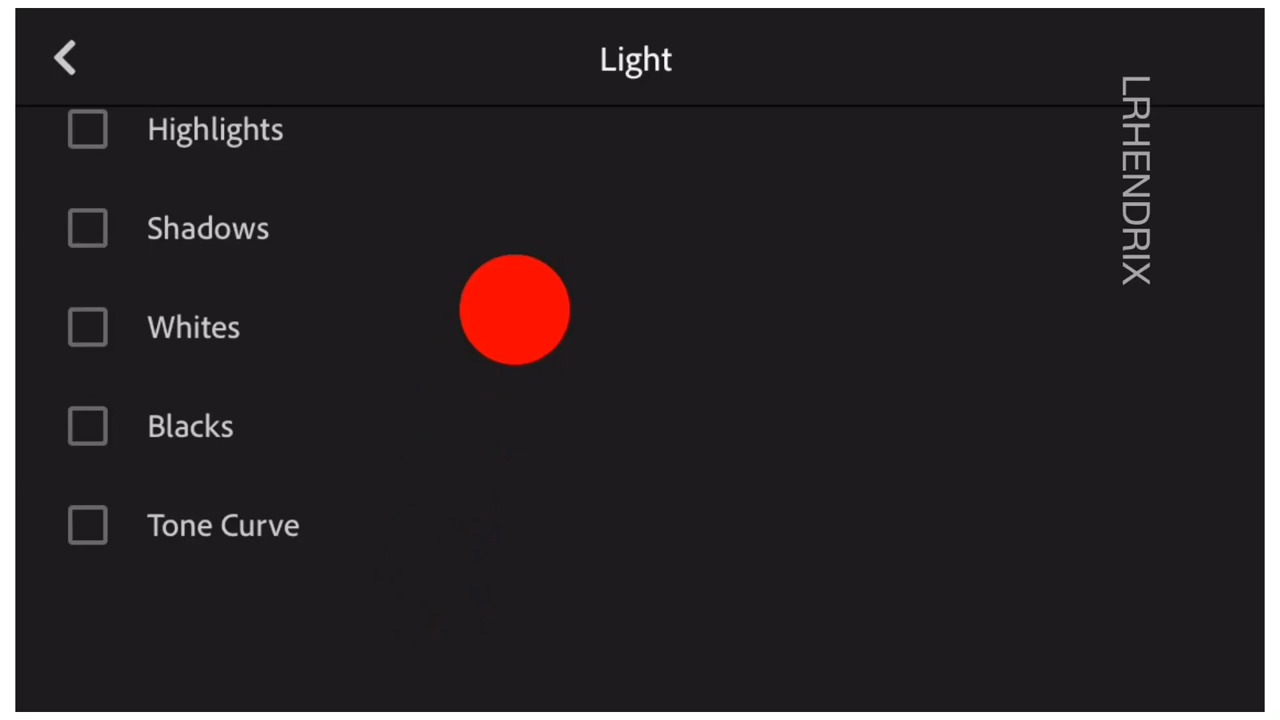 Light
LRHENDRIX
Highlights
Shadows
Whites
Blacks
Tone Curve